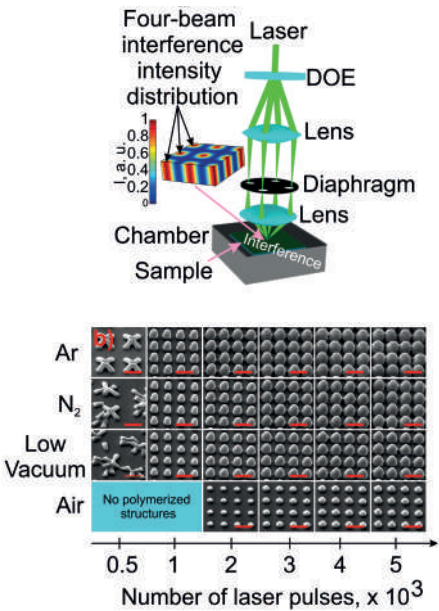 Four-beam
interference
intensity
distribution
Laser
DOE
Lens
Diaphragm
Lens
I, a. u.
1
0.8
0.6
0.4
0.2
0
Chamber
Sample
Interference
b)
Ar
N₂
Low
Vacuum
Air
No polymerized
structures
0.5 1 2 3 4 5
Number of laser pulses, x 10³